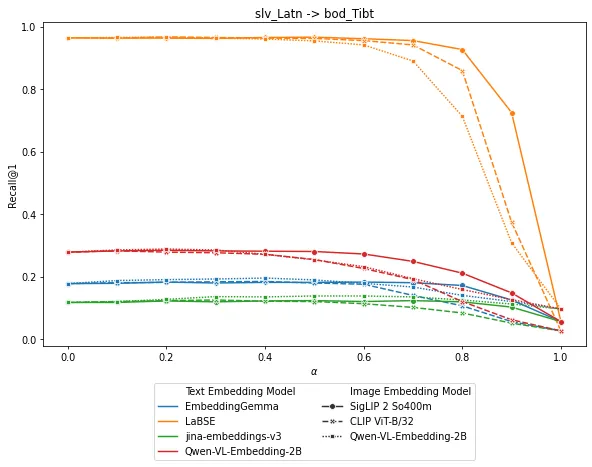 slv_Latn -> bod_Tibt
1.0
0.8
0.6
0.4
0.2
0.0
Recall@1
0.0 0.2 0.4 0.6 0.8 1.0
α
Text Embedding Model Image Embedding Model
EmbeddingGemma SigLIP 2 So400m
LaBSE CLIP ViT-B/32
jina-embeddings-v3 Qwen-VL-Embedding-2B
Qwen-VL-Embedding-2B